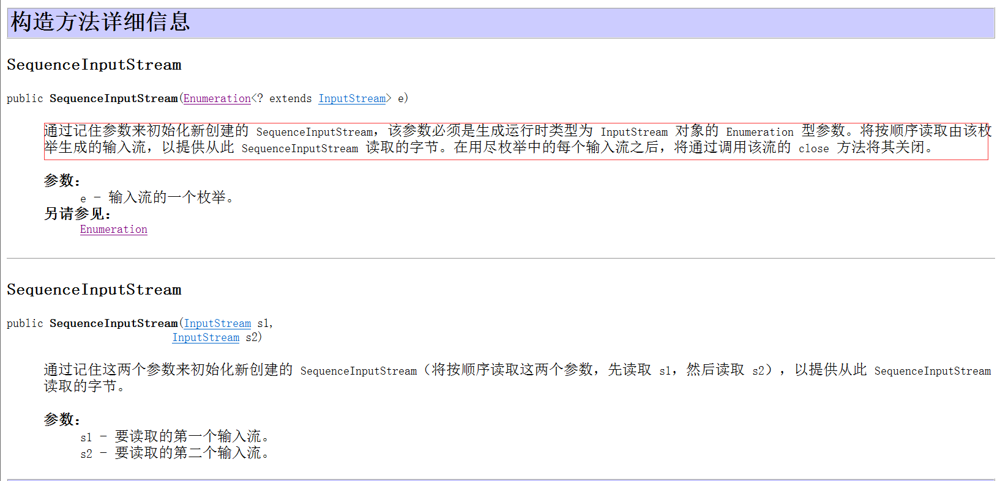 构造方法详细信息
SequenceInputStream
public SequenceInputStream(Enumeration<? extends InputStream> e)
通过记住参数来初始化新创建的 SequenceInputStream，该参数必须是生成运行时类型为 InputStream 对象的 Enumeration 型参数。将按顺序读取由该枚
举生成的输入流，以提供从此 SequenceInputStream 读取的字节。在用尽枚举中的每个输入流之后，将通过调用该流的 close 方法将其关闭。
参数：
e - 输入流的一个枚举。
另请参见：
Enumeration
SequenceInputStream
public SequenceInputStream(InputStream s1,
InputStream s2)
通过记住这两个参数来初始化新创建的 SequenceInputStream（将按顺序读取这两个参数，先读取 s1，然后读取 s2），以提供从此 SequenceInputStream
读取的字节。
参数：
s1 - 要读取的第一个输入流。
s2 - 要读取的第二个输入流。